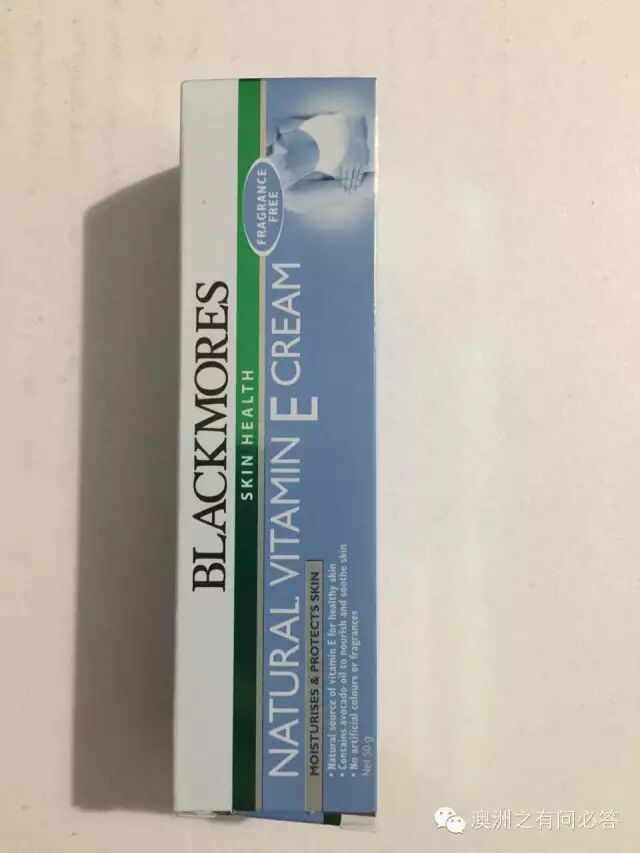 BLACKMORES
SKIN HEALTH
FRAGRANCE
FREE
NATURAL VITAMIN E CREAM
MOISTURISES & PROTECTS SKIN
• Natural source of vitamin E for healthy skin
• Contains avocado oil to nourish and soothe skin
• No artificial colours or fragrances
Net 50 g
澳洲之有问必答